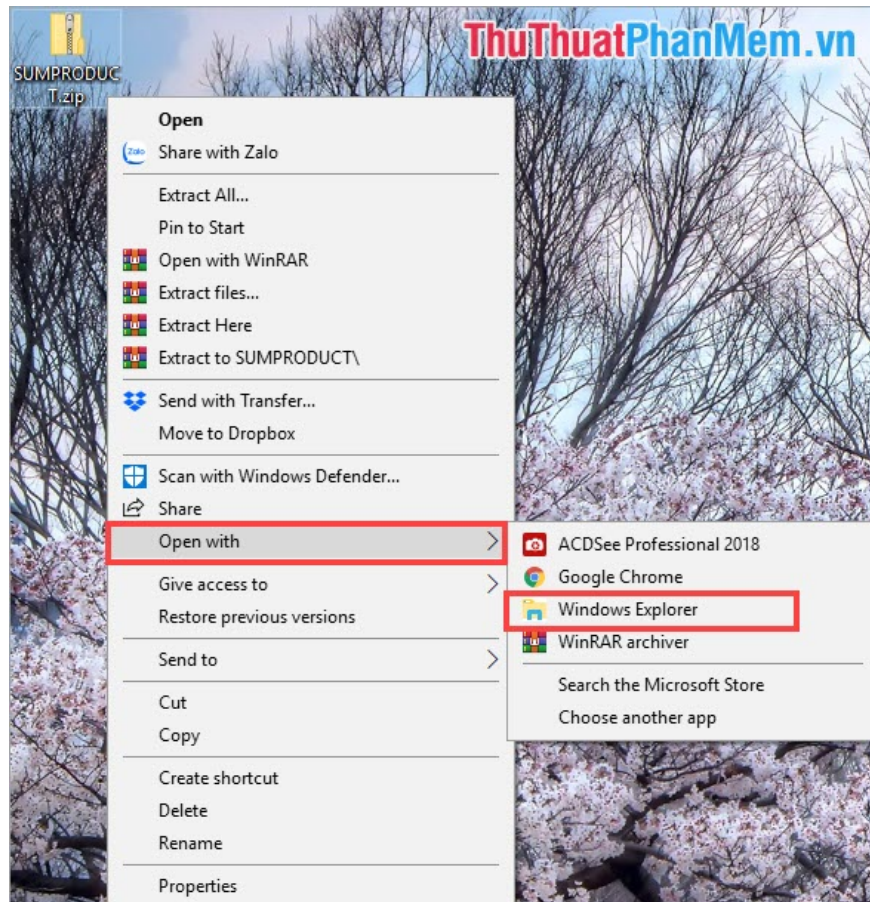 ThuThuatPhanMem.vn
SUMPRODUC
T.zip
Open
Zalo
Share with Zalo
Extract All...
Pin to Start
Open with WinRAR
Extract files...
Extract Here
Extract to SUMPRODUCT\
Send with Transfer...
Move to Dropbox
Scan with Windows Defender...
Share
Open with
Give access to
Restore previous versions
Send to
Cut
Copy
Create shortcut
Delete
Rename
Properties
ACDSee Professional 2018
Google Chrome
Windows Explorer
WinRAR archiver
Search the Microsoft Store
Choose another app